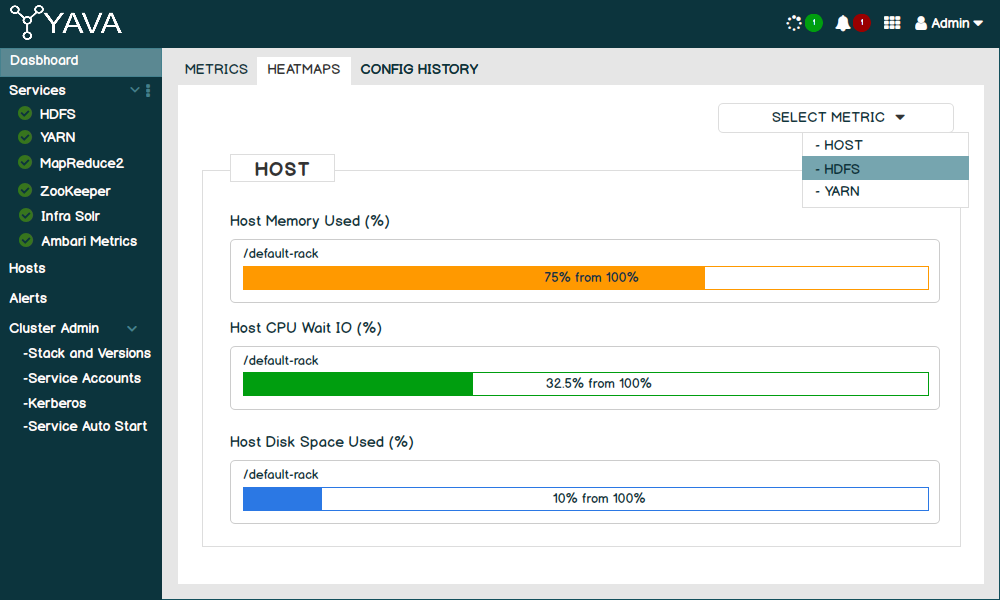 YAVA
1
1
Admin
Dasbhoard
Services
HDFS
YARN
MapReduce2
ZooKeeper
Infra Solr
Ambari Metrics
Hosts
Alerts
Cluster Admin
-Stack and Versions
-Service Accounts
-Kerberos
-Service Auto Start
METRICS HEATMAPS CONFIG HISTORY
SELECT METRIC
- HOST
- HDFS
- YARN
HOST
Host Memory Used (%)
/default-rack
75% from 100%
Host CPU Wait IO (%)
/default-rack
32.5% from 100%
Host Disk Space Used (%)
/default-rack
10% from 100%